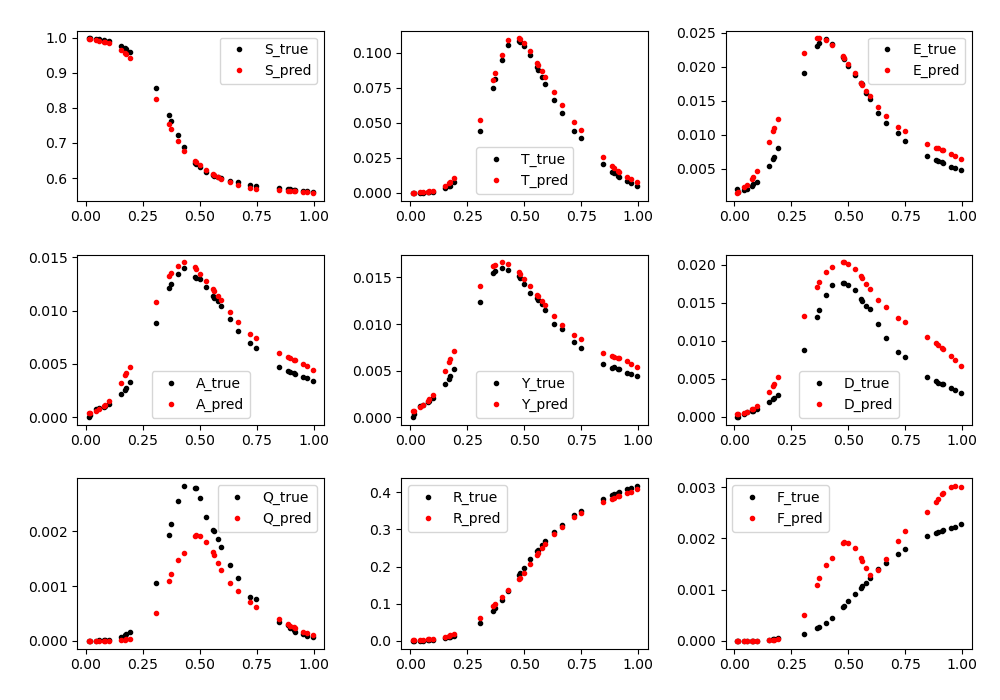 1.0
0.9
0.8
0.7
0.6
S_true
S_pred
0.00 0.25 0.50 0.75 1.00
0.100
0.075
0.050
0.025
0.000
T_true
T_pred
0.00 0.25 0.50 0.75 1.00
0.025
0.020
0.015
0.010
0.005
E_true
E_pred
0.00 0.25 0.50 0.75 1.00
0.015
0.010
0.005
0.000
A_true
A_pred
0.00 0.25 0.50 0.75 1.00
0.015
0.010
0.005
0.000
Y_true
Y_pred
0.00 0.25 0.50 0.75 1.00
0.020
0.015
0.010
0.005
0.000
D_true
D_pred
0.00 0.25 0.50 0.75 1.00
0.002
0.001
0.000
Q_true
Q_pred
0.00 0.25 0.50 0.75 1.00
0.4
0.3
0.2
0.1
0.0
R_true
R_pred
0.00 0.25 0.50 0.75 1.00
0.003
0.002
0.001
0.000
F_true
F_pred
0.00 0.25 0.50 0.75 1.00